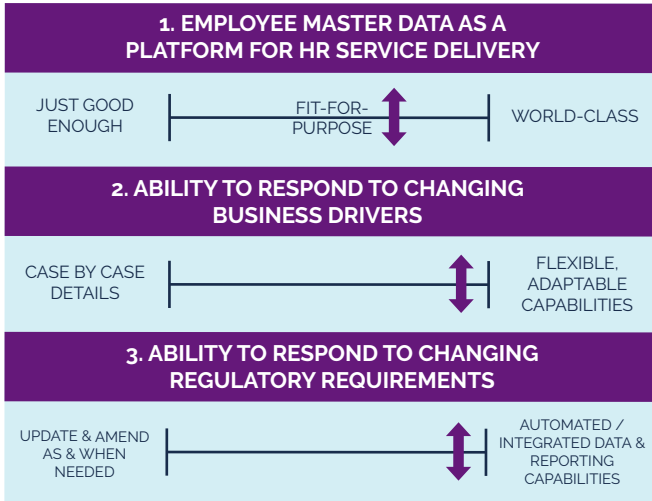 1. EMPLOYEE MASTER DATA AS A
PLATFORM FOR HR SERVICE DELIVERY
JUST GOOD
ENOUGH
FIT-FOR-
PURPOSE
WORLD-CLASS
2. ABILITY TO RESPOND TO CHANGING
BUSINESS DRIVERS
CASE BY CASE
DETAILS
FLEXIBLE,
ADAPTABLE
CAPABILITIES
3. ABILITY TO RESPOND TO CHANGING
REGULATORY REQUIREMENTS
UPDATE & AMEND
AS & WHEN
NEEDED
AUTOMATED /
INTEGRATED DATA &
REPORTING
CAPABILITIES